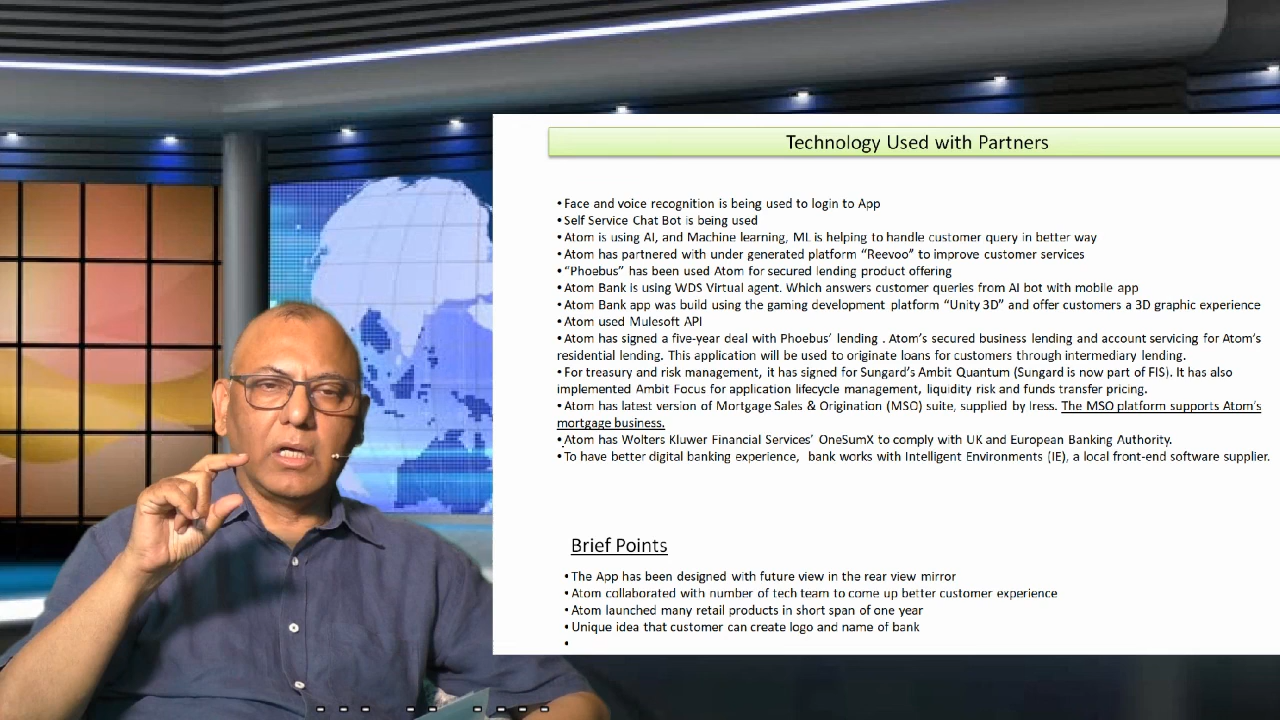 Technology Used with Partners
•Face and voice recognition is being used to login to App
•Self Service Chat Bot is being used
•Atom is using AI, and Machine learning, ML is helping to handle customer query in better way
•Atom has partnered with under generated platform “Reevoo” to improve customer services
•“Phoebus” has been used Atom for secured lending product offering
•Atom Bank is using WDS Virtual agent. Which answers customer queries from AI bot with mobile app
•Atom Bank app was build using the gaming development platform “Unity 3D” and offer customers a 3D graphic experience
•Atom used Mulesoft API
•Atom has signed a five-year deal with Phoebus’ lending . Atom’s secured business lending and account servicing for Atom’s
residential lending. This application will be used to originate loans for customers through intermediary lending.
•For treasury and risk management, it has signed for Sungard’s Ambit Quantum (Sungard is now part of FIS). It has also
implemented Ambit Focus for application lifecycle management, liquidity risk and funds transfer pricing.
•Atom has latest version of Mortgage Sales & Origination (MSO) suite, supplied by Iress. The MSO platform supports Atom’s
mortgage business.
•Atom has Wolters Kluwer Financial Services’ OneSumX to comply with UK and European Banking Authority.
•To have better digital banking experience, bank works with Intelligent Environments (IE), a local front-end software supplier.
Brief Points
•The App has been designed with future view in the rear view mirror
•Atom collaborated with number of tech team to come up better customer experience
•Atom launched many retail products in short span of one year
•Unique idea that customer can create logo and name of bank
•